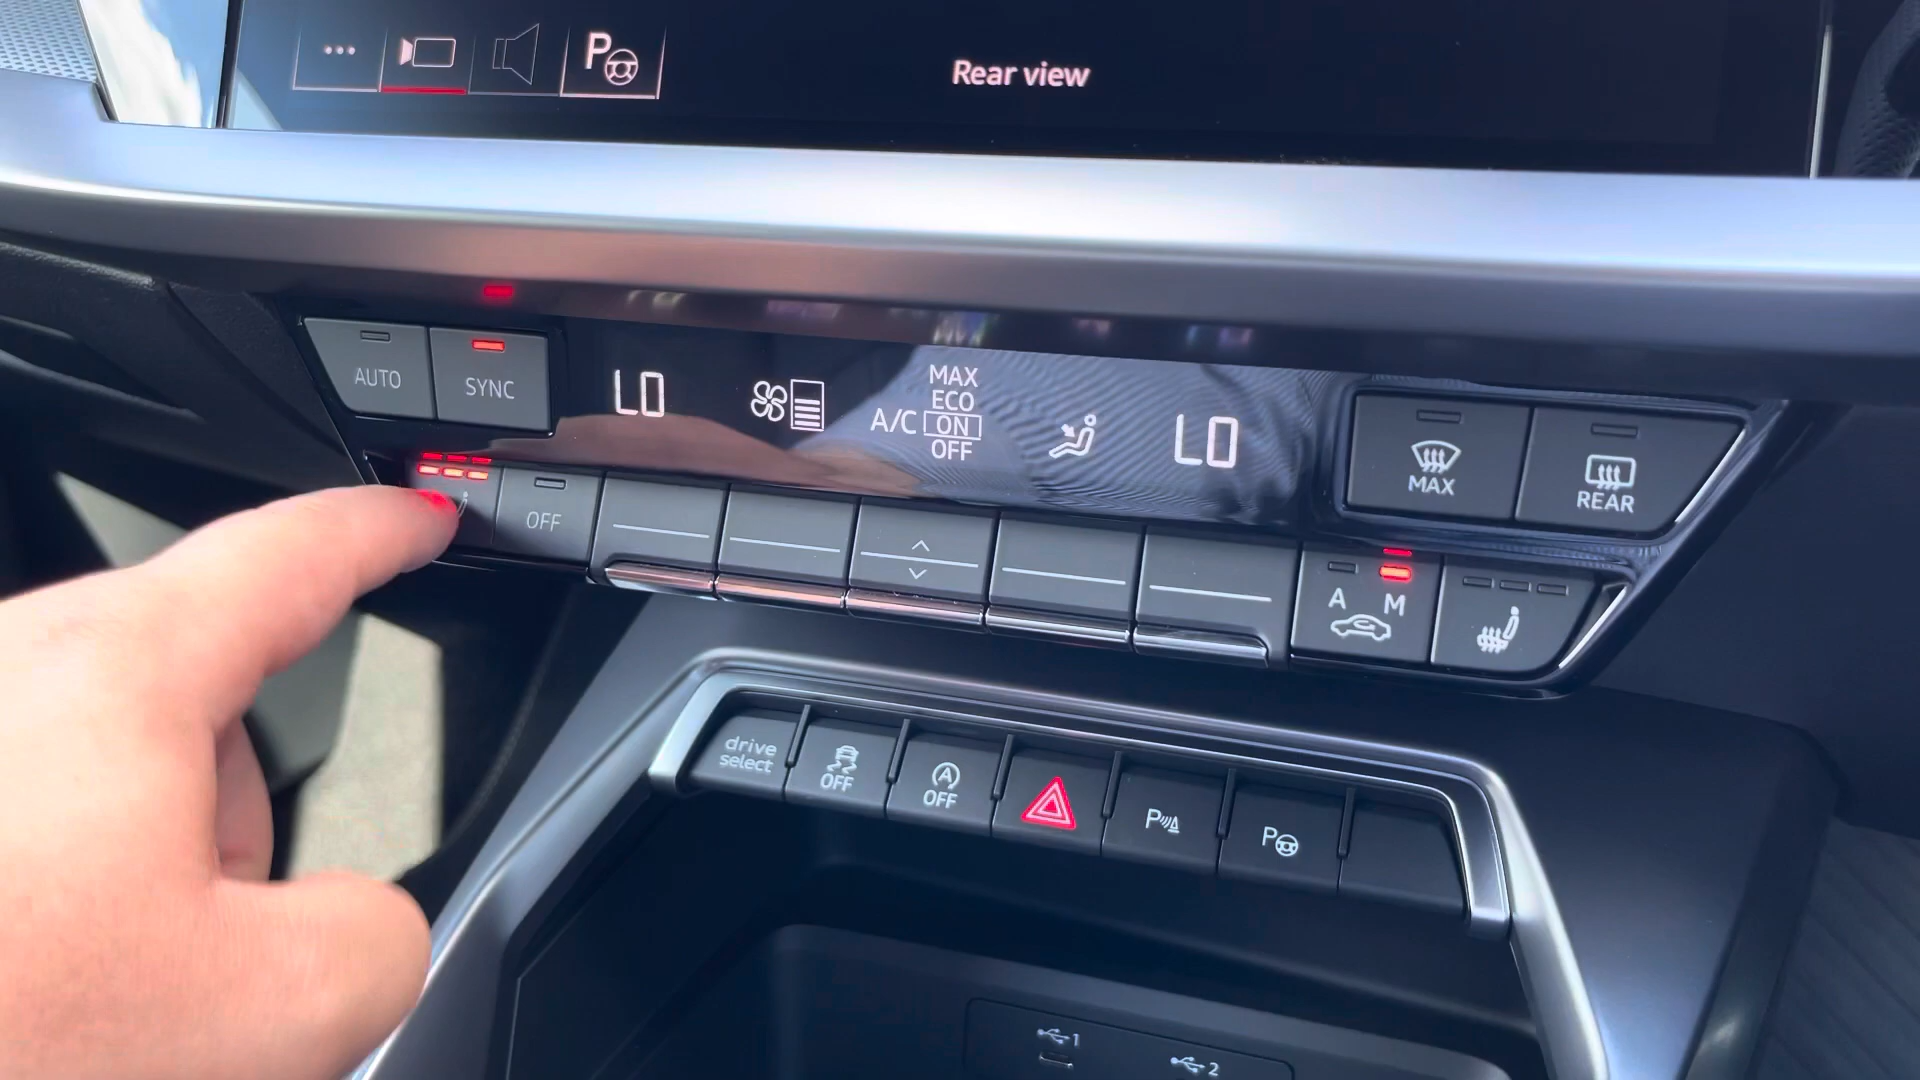 P
Rear view
AUTO
SYNC
LO
MAX
ECO
A/C ON
OFF
LO
MAX
REAR
OFF
A M
drive
select
OFF
A
OFF
P
P
1
2